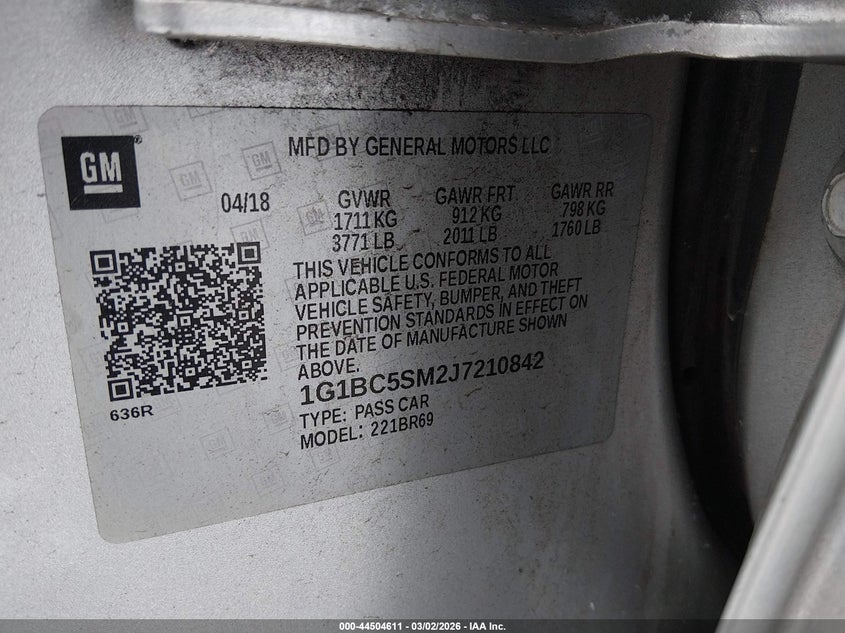 GM
MFD BY GENERAL MOTORS LLC
04/18 GVWR GAWR FRT GAWR RR
1711 KG 912 KG 798 KG
3771 LB 2011 LB 1760 LB
THIS VEHICLE CONFORMS TO ALL
APPLICABLE U.S. FEDERAL MOTOR
VEHICLE SAFETY, BUMPER, AND THEFT
PREVENTION STANDARDS IN EFFECT ON
THE DATE OF MANUFACTURE SHOWN
ABOVE.
1G1BC5SM2J7210842
636R
TYPE: PASS CAR
MODEL: 221BR69
000-44504611 - 03/02/2026 - IAA Inc.